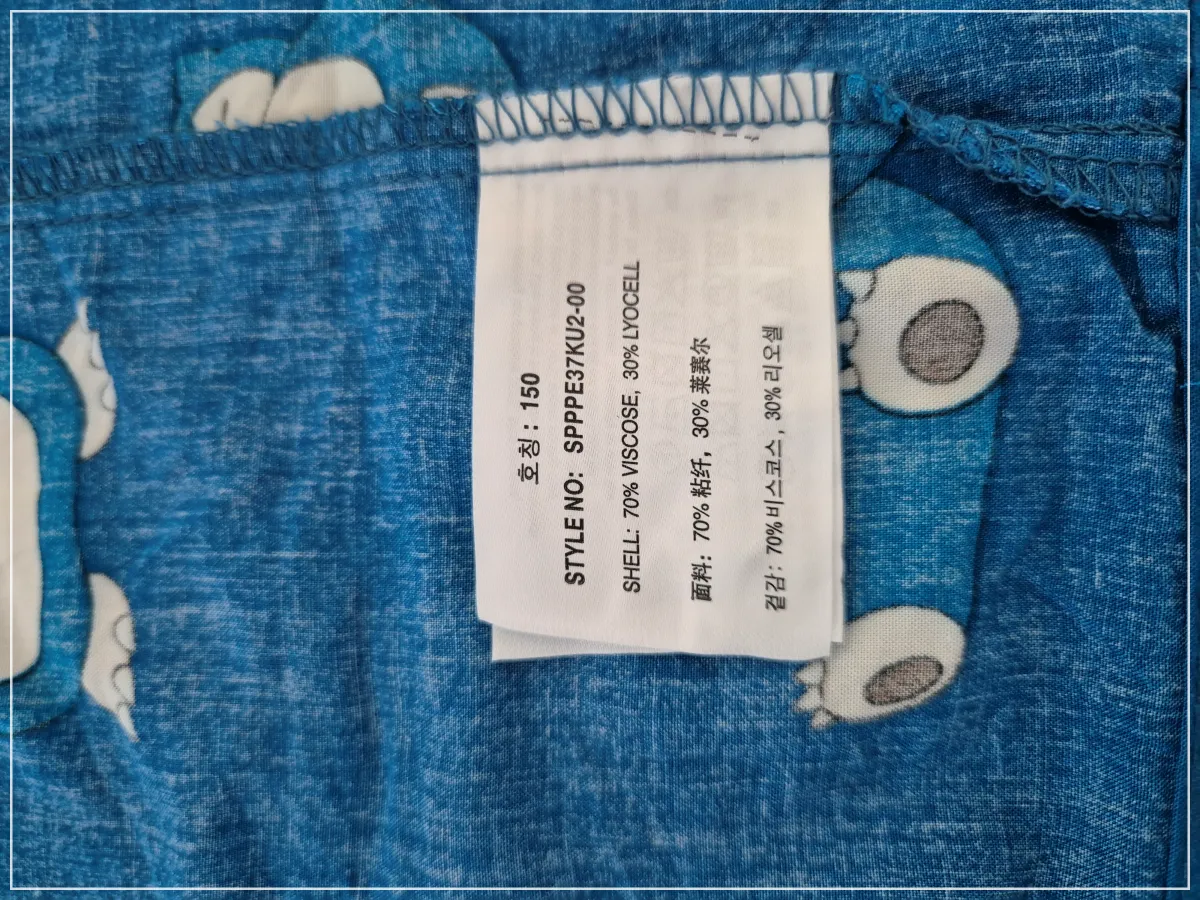 호칭 : 150
STYLE NO: SPPPE37KU2-00
SHELL: 70% VISCOSE, 30% LYOCELL
面料: 70% 粘纤, 30% 莱赛尔
겉감: 70% 비스코스, 30% 리오셀